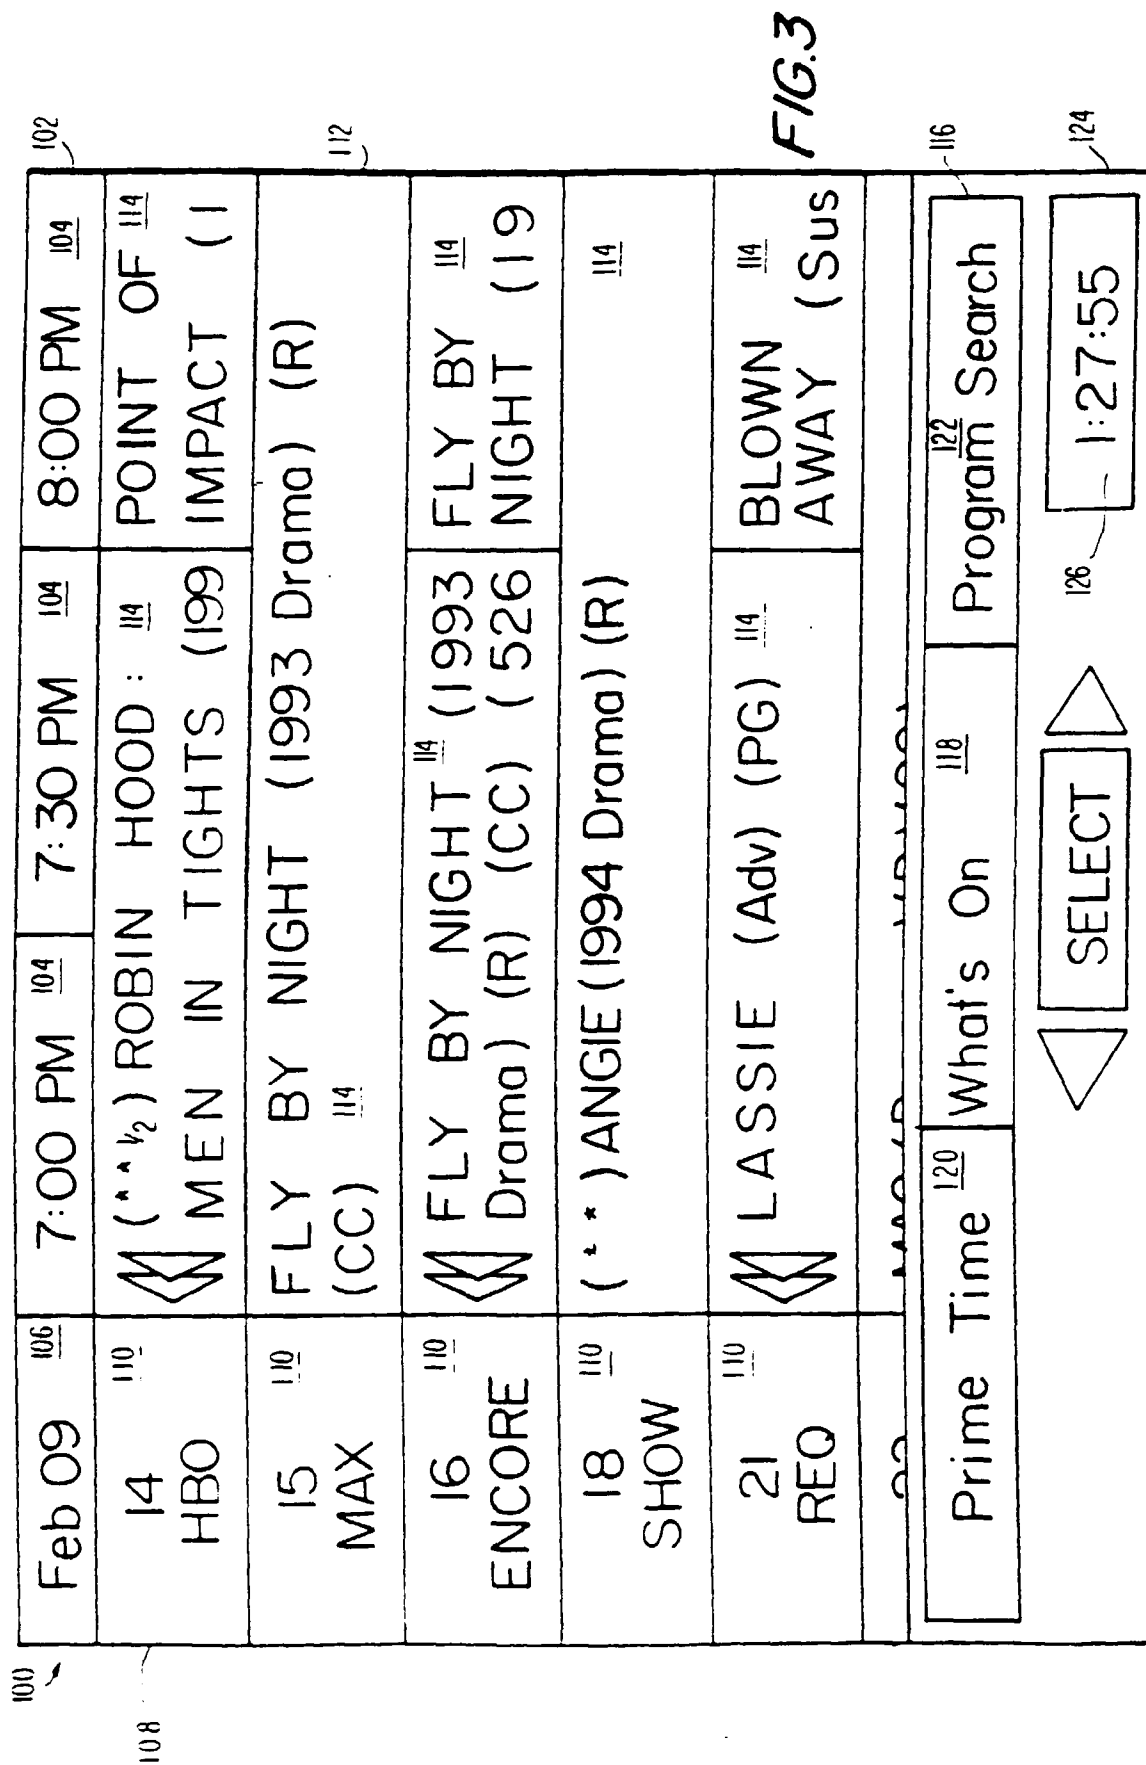 100
102
Feb 09 106 7:00 PM 104 7:30 PM 104 8:00 PM 104
108
14 110
HBO
(**½) ROBIN HOOD: 114
MEN IN TIGHTS (199
POINT OF 114
IMPACT (1
112
15 110
MAX
FLY BY NIGHT (1993 Drama) (R)
(CC) 114
16 110
ENCORE
FLY BY NIGHT 114 (1993
Drama) (R) (CC) (526
FLY BY 114
NIGHT (19
18 110
SHOW
(**) ANGIE (1994 Drama) (R) 114
21 110
REQ
LASSIE (Adv) (PG) 114
BLOWN 114
AWAY (Sus
FIG.3
116
Prime Time 120 What's On 118 Program Search 122
SELECT
126
1:27:55
124